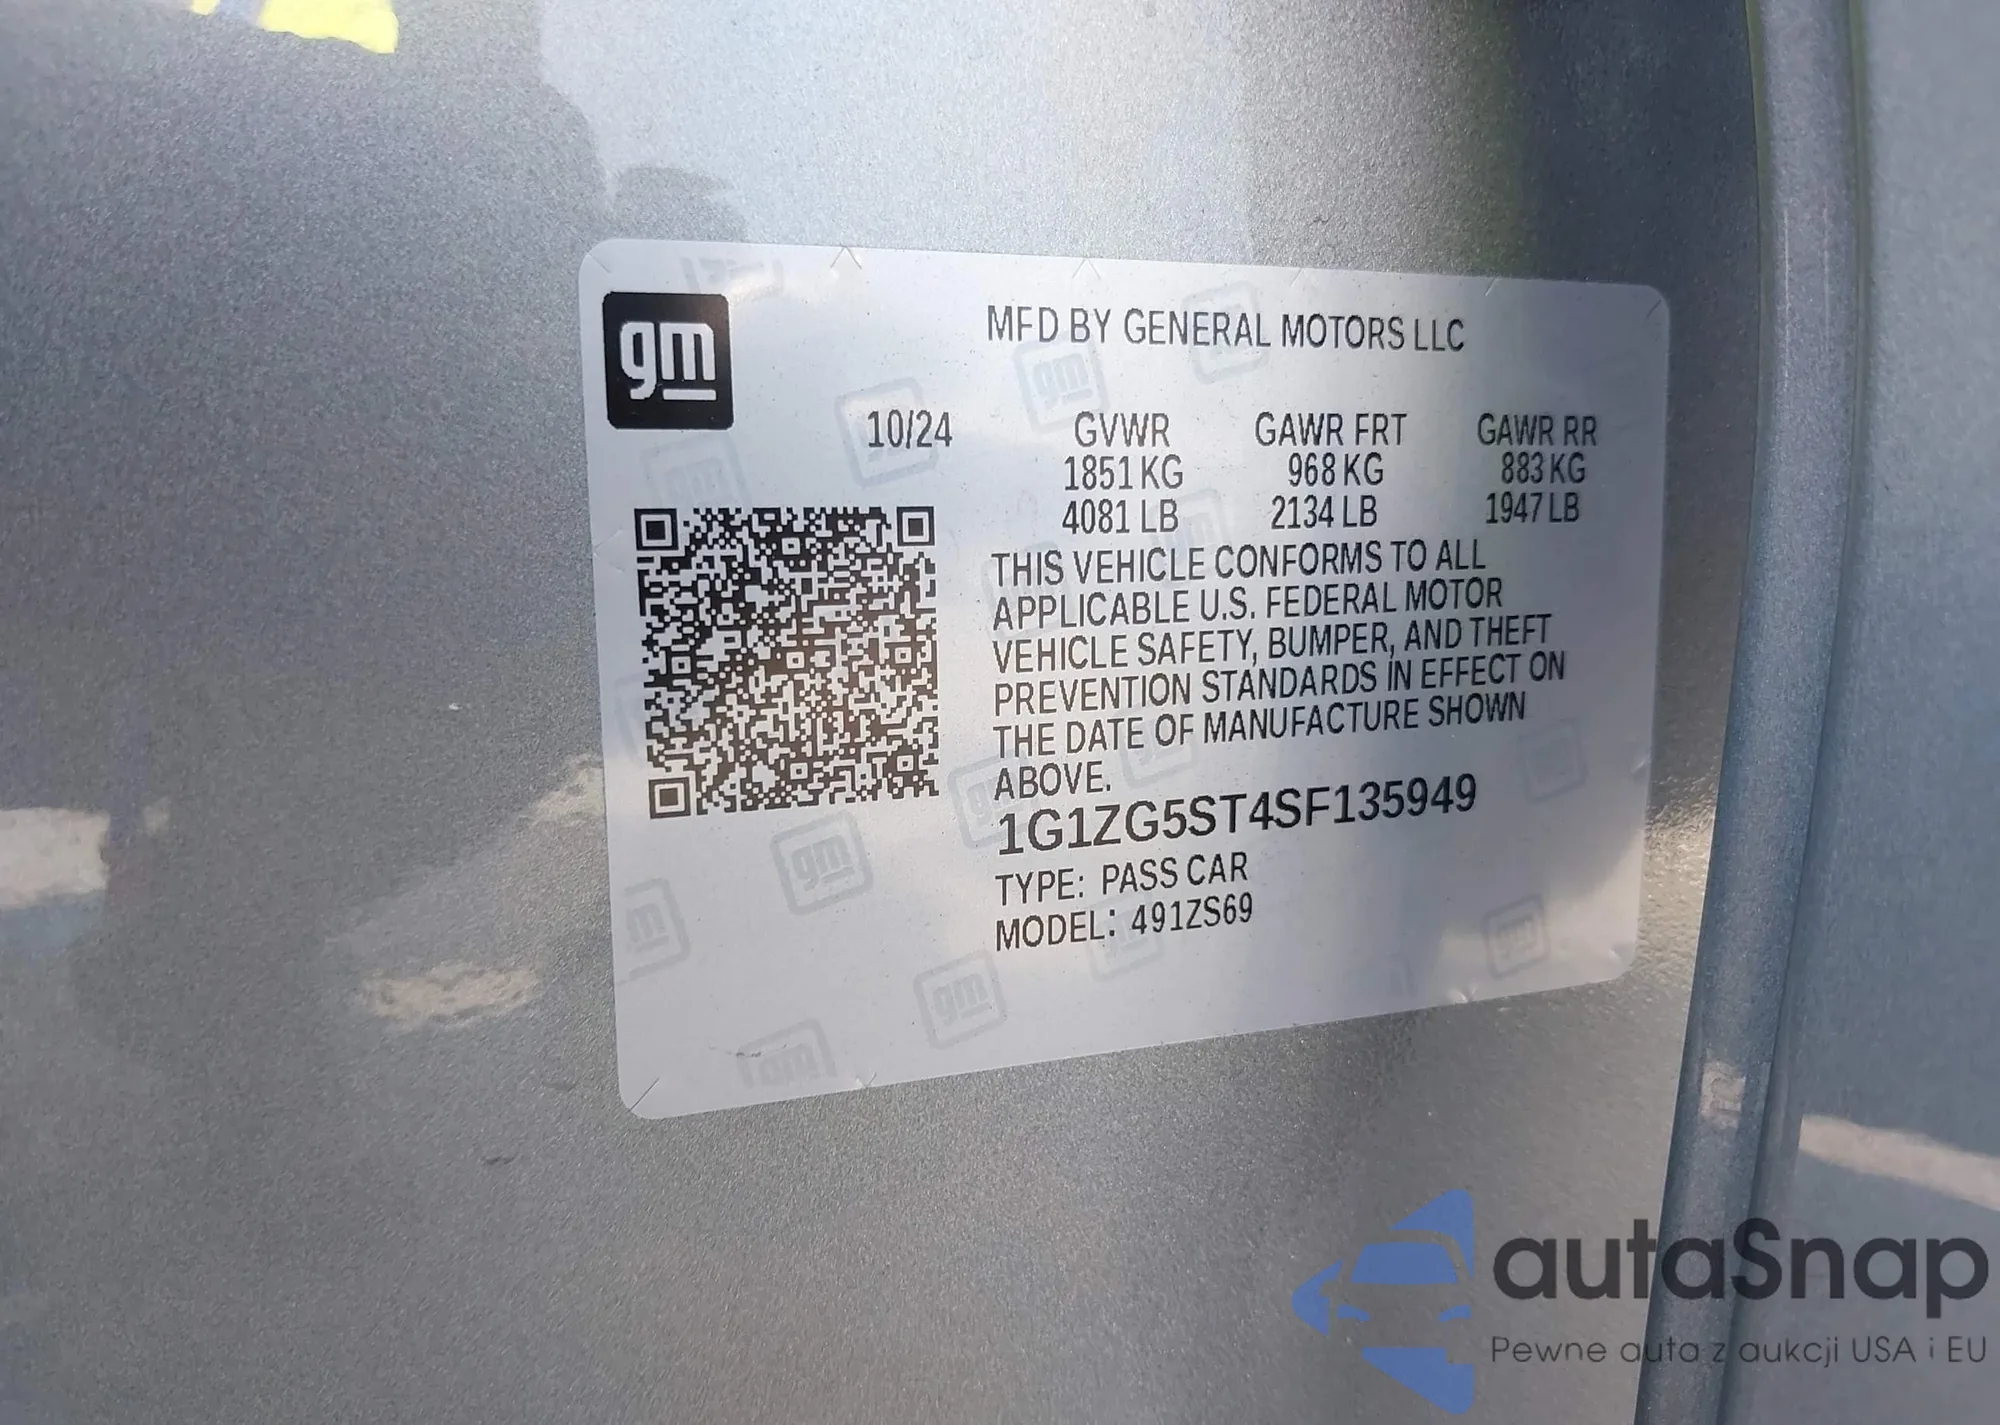 gm
MFD BY GENERAL MOTORS LLC
10/24 GVWR GAWR FRT GAWR RR
1851 KG 968 KG 883 KG
4081 LB 2134 LB 1947 LB
THIS VEHICLE CONFORMS TO ALL
APPLICABLE U.S. FEDERAL MOTOR
VEHICLE SAFETY, BUMPER, AND THEFT
PREVENTION STANDARDS IN EFFECT ON
THE DATE OF MANUFACTURE SHOWN
ABOVE.
1G1ZG5ST4SF135949
TYPE: PASS CAR
MODEL: 491ZS69
autaSnap
Pewne auta z aukcji USA i EU